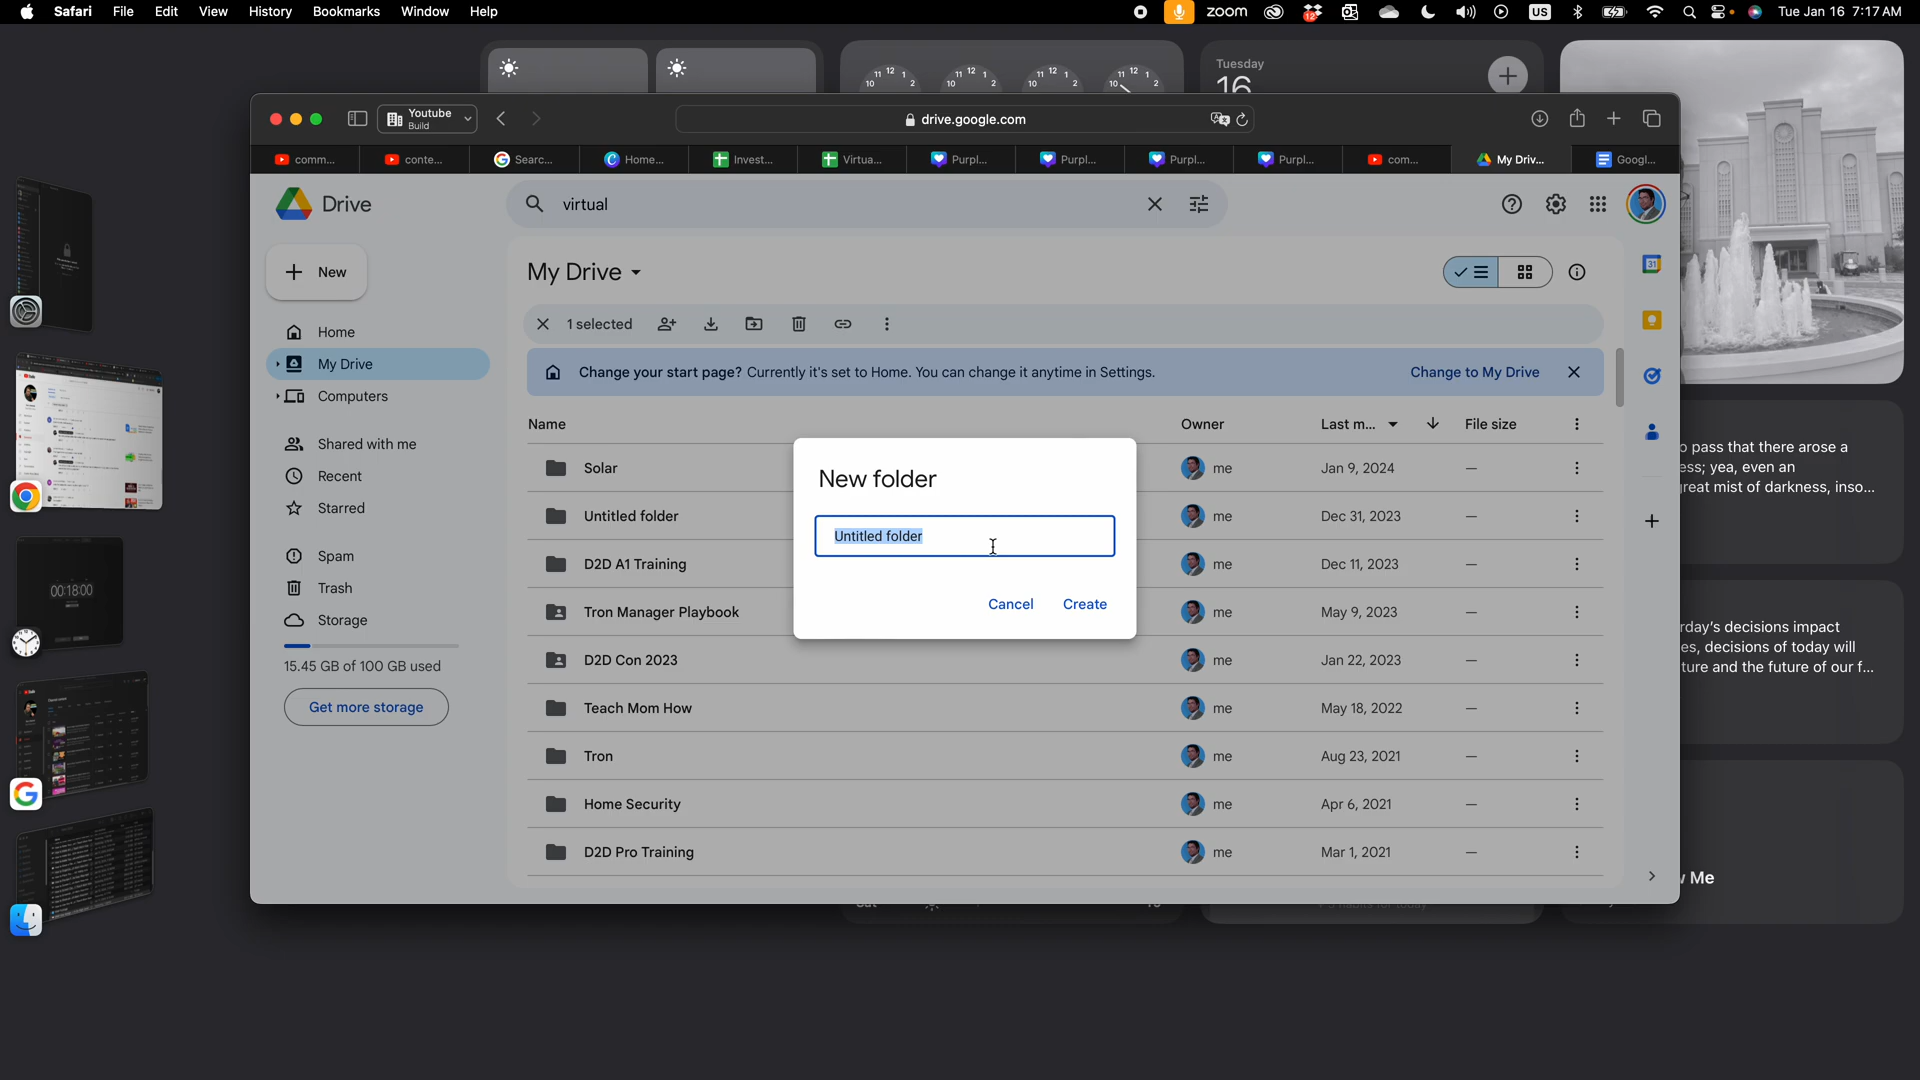 Safari File Edit View History Bookmarks Window Help
zoom
12
US
Tue Jan 16 7:17 AM
Tuesday
16
Youtube
Build
drive.google.com
comm...
conte...
Searc...
Home...
Invest...
Virtua...
Purpl...
Purpl...
Purpl...
Purpl...
com...
My Driv...
Googl...
Drive
virtual
New
My Drive
1 selected
Home
My Drive
Computers
Change your start page? Currently it's set to Home. You can change it anytime in Settings.
Change to My Drive
Shared with me
Recent
Starred
Spam
Trash
Storage
15.45 GB of 100 GB used
Get more storage
Name Owner Last m... File size
Solar me Jan 9, 2024 —
Untitled folder me Dec 31, 2023 —
D2D A1 Training me Dec 11, 2023 —
Tron Manager Playbook me May 9, 2023 —
D2D Con 2023 me Jan 22, 2023 —
Teach Mom How me May 18, 2022 —
Tron me Aug 23, 2021 —
Home Security me Apr 6, 2021 —
D2D Pro Training me Mar 1, 2021 —
New folder
Untitled folder
Cancel Create
31
o pass that there arose a
ess; yea, even an
great mist of darkness, inso...
rday's decisions impact
es, decisions of today will
ture and the future of our f...
Me
00:18:00